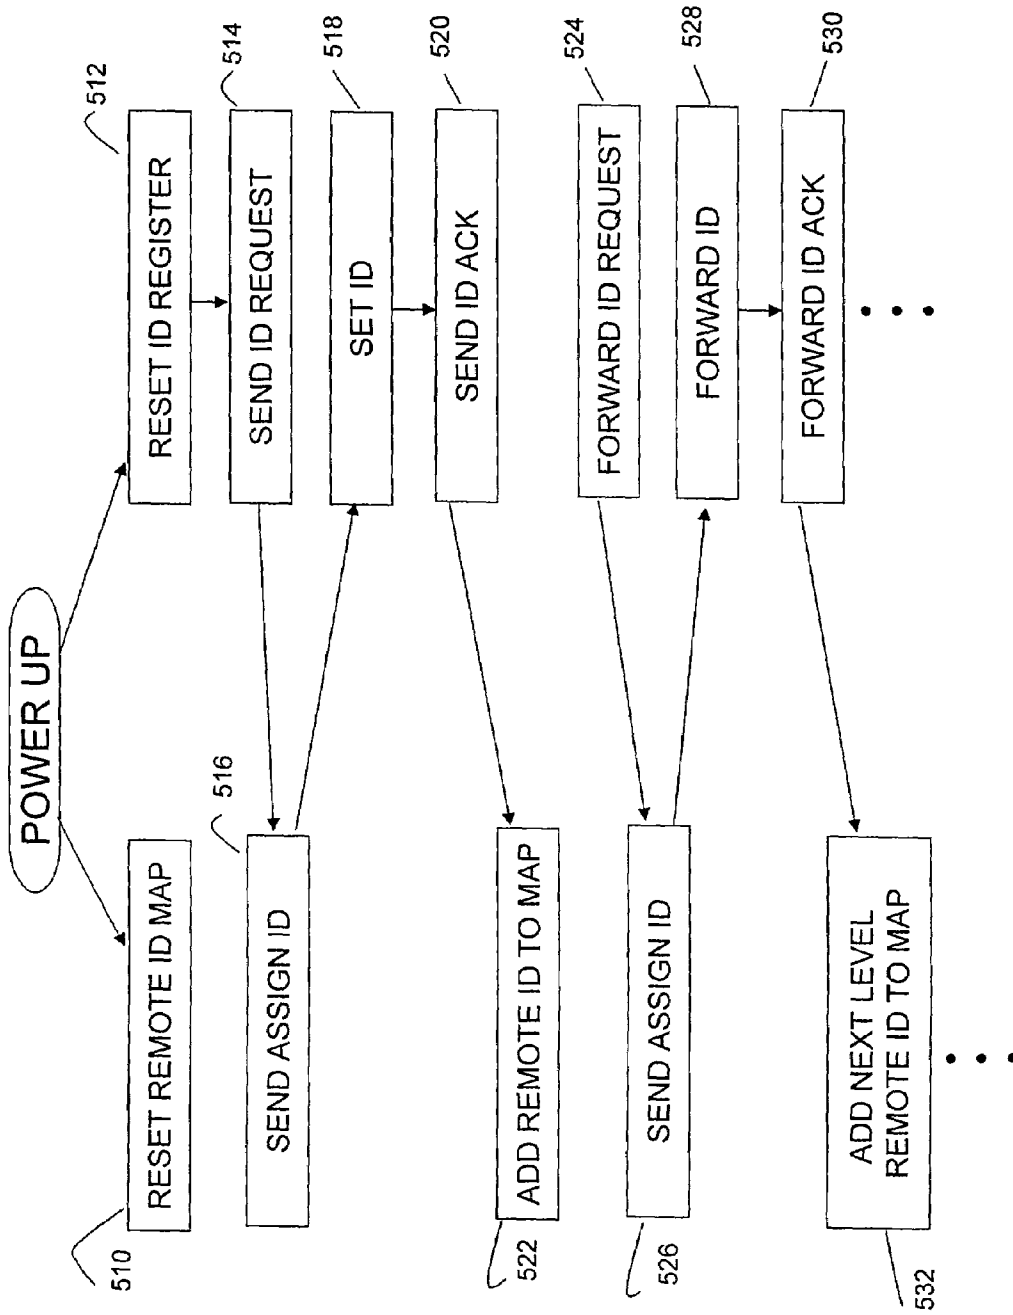 POWER UP
510
RESET REMOTE ID MAP
512
RESET ID REGISTER
514
SEND ID REQUEST
516
SEND ASSIGN ID
518
SET ID
520
SEND ID ACK
522
ADD REMOTE ID TO MAP
524
FORWARD ID REQUEST
526
SEND ASSIGN ID
528
FORWARD ID
530
FORWARD ID ACK
532
ADD NEXT LEVEL
REMOTE ID TO MAP